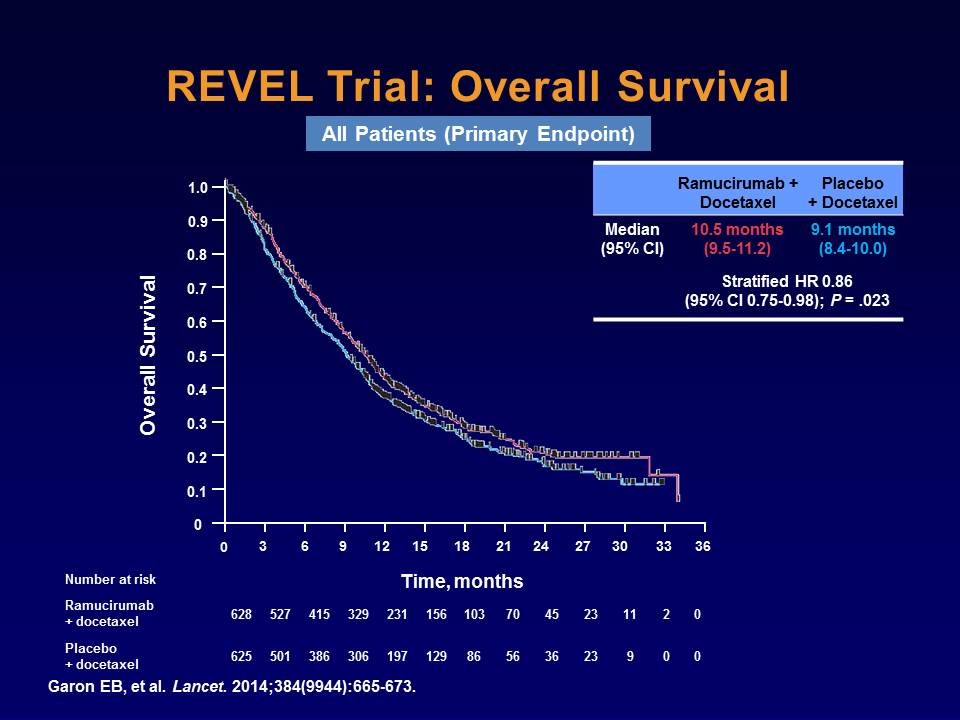 REVEL Trial: Overall Survival
All Patients (Primary Endpoint)
Ramucirumab + Docetaxel
Placebo + Docetaxel
Median (95% CI)
10.5 months (9.5-11.2)
9.1 months (8.4-10.0)
Stratified HR 0.86
(95% CI 0.75-0.98); P = .023
Overall Survival
1.0
0.9
0.8
0.7
0.6
0.5
0.4
0.3
0.2
0.1
0
0 3 6 9 12 15 18 21 24 27 30 33 36
Time, months
Number at risk
Ramucirumab + docetaxel
628 527 415 329 231 156 103 70 45 23 11 2 0
Placebo + docetaxel
625 501 386 306 197 129 86 56 36 23 9 0 0
Garon EB, et al. Lancet. 2014;384(9944):665-673.